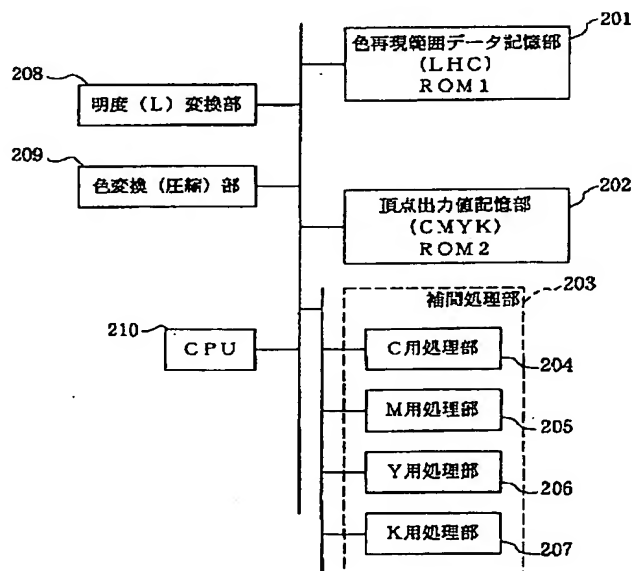 201
色再現範囲データ記憶部
(LHC)
ROM1
208
明度(L)変換部
209
色変換(圧縮)部
202
頂点出力値記憶部
(CMYK)
ROM2
203
補間処理部
210
CPU
C用処理部
204
M用処理部
205
Y用処理部
206
K用処理部
207